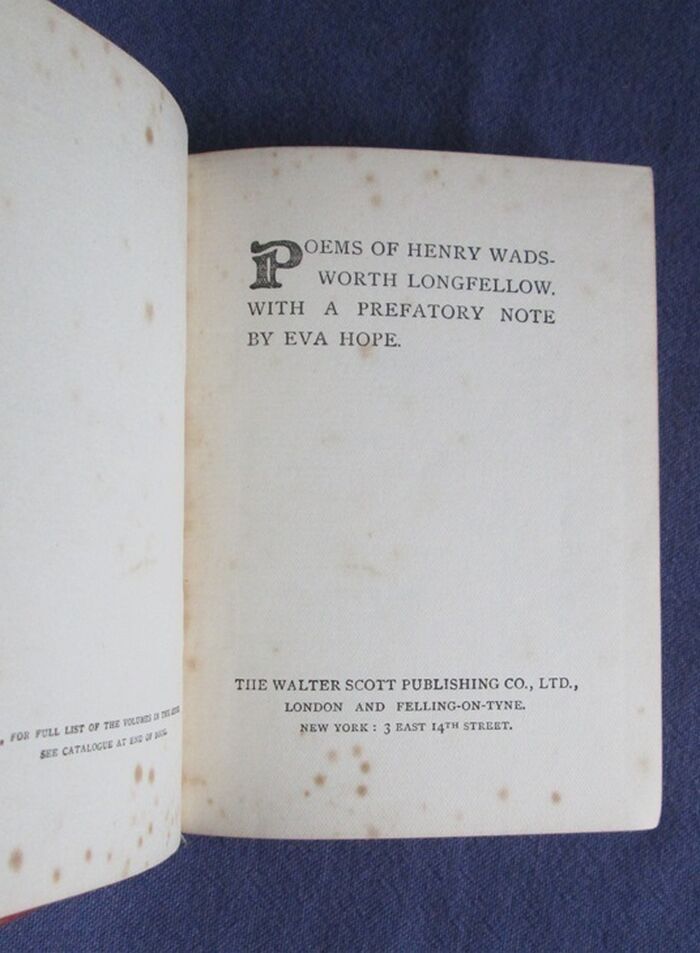 FOR FULL LIST OF THE VOLUMES IN THE
SEE CATALOGUE AT END OF BOOK.
POEMS OF HENRY WADS-
WORTH LONGFELLOW.
WITH A PREFATORY NOTE
BY EVA HOPE.
THE WALTER SCOTT PUBLISHING CO., LTD.,
LONDON AND FELLING-ON-TYNE.
NEW YORK : 3 EAST 14TH STREET.